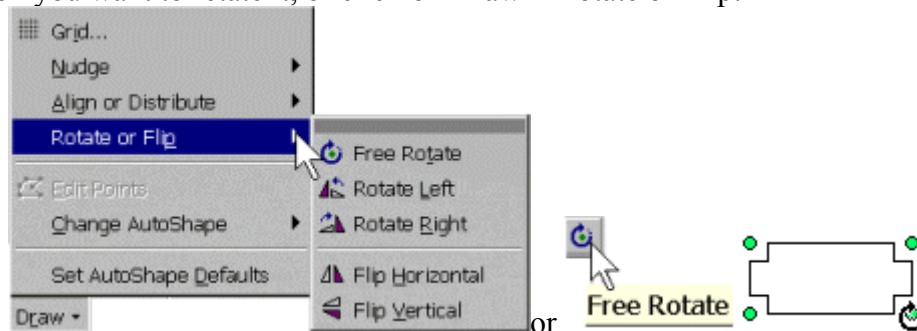 Grid...
Nudge
Align or Distribute
Rotate or Flip
Edit Points
Change AutoShape
Set AutoShape Defaults
Draw
Free Rotate
Rotate Left
Rotate Right
Flip Horizontal
Flip Vertical
or
Free Rotate